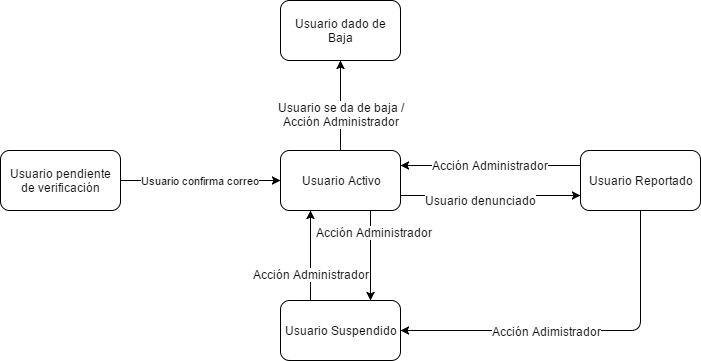 Usuario dado de
Baja
Usuario se da de baja /
Acción Administrador
Usuario pendiente
de verificación
Usuario confirma correo
Usuario Activo
Acción Administrador
Usuario denunciado
Usuario Reportado
Acción Administrador
Acción Administrador
Usuario Suspendido
Acción Adimistrador